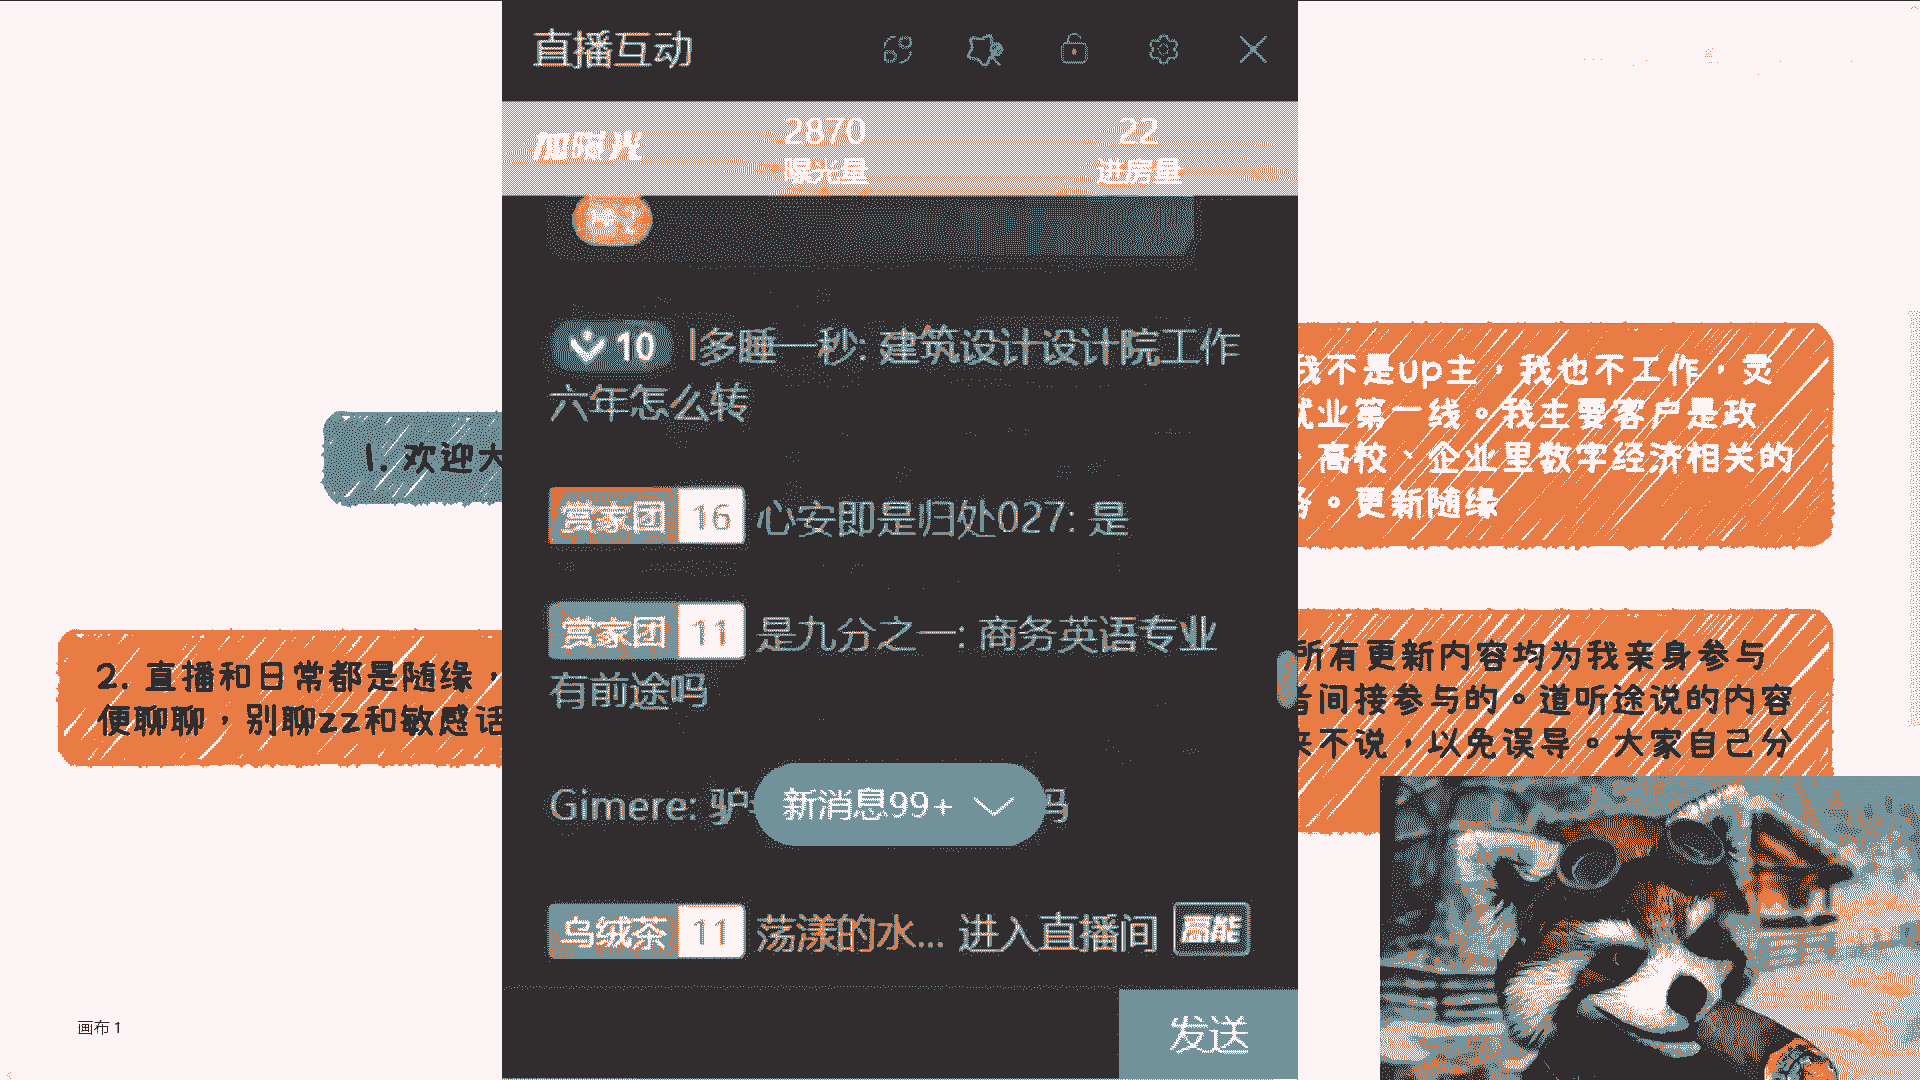 直播互动
加曝光
2870
曝光量
22
进房量
10 l多睡一秒: 建筑设计设计院工作
六年怎么转
赏家团 16 心安即是归处027: 是
赏家团 11 是九分之一: 商务英语专业
有前途吗
Gimere: 驴
新消息99+
吗
乌绒茶 11 荡漾的水... 进入直播间 高能
发送
1. 欢迎大
2. 直播和日常都是随缘，
便聊聊，别聊zz和敏感话
我不是up主，我也不工作，灵
就业第一线。我主要客户是政
、高校、企业里数字经济相关的
务。更新随缘
所有更新内容均为我亲身参与
者间接参与的。道听途说的内容
来不说，以免误导。大家自己分
画布 1